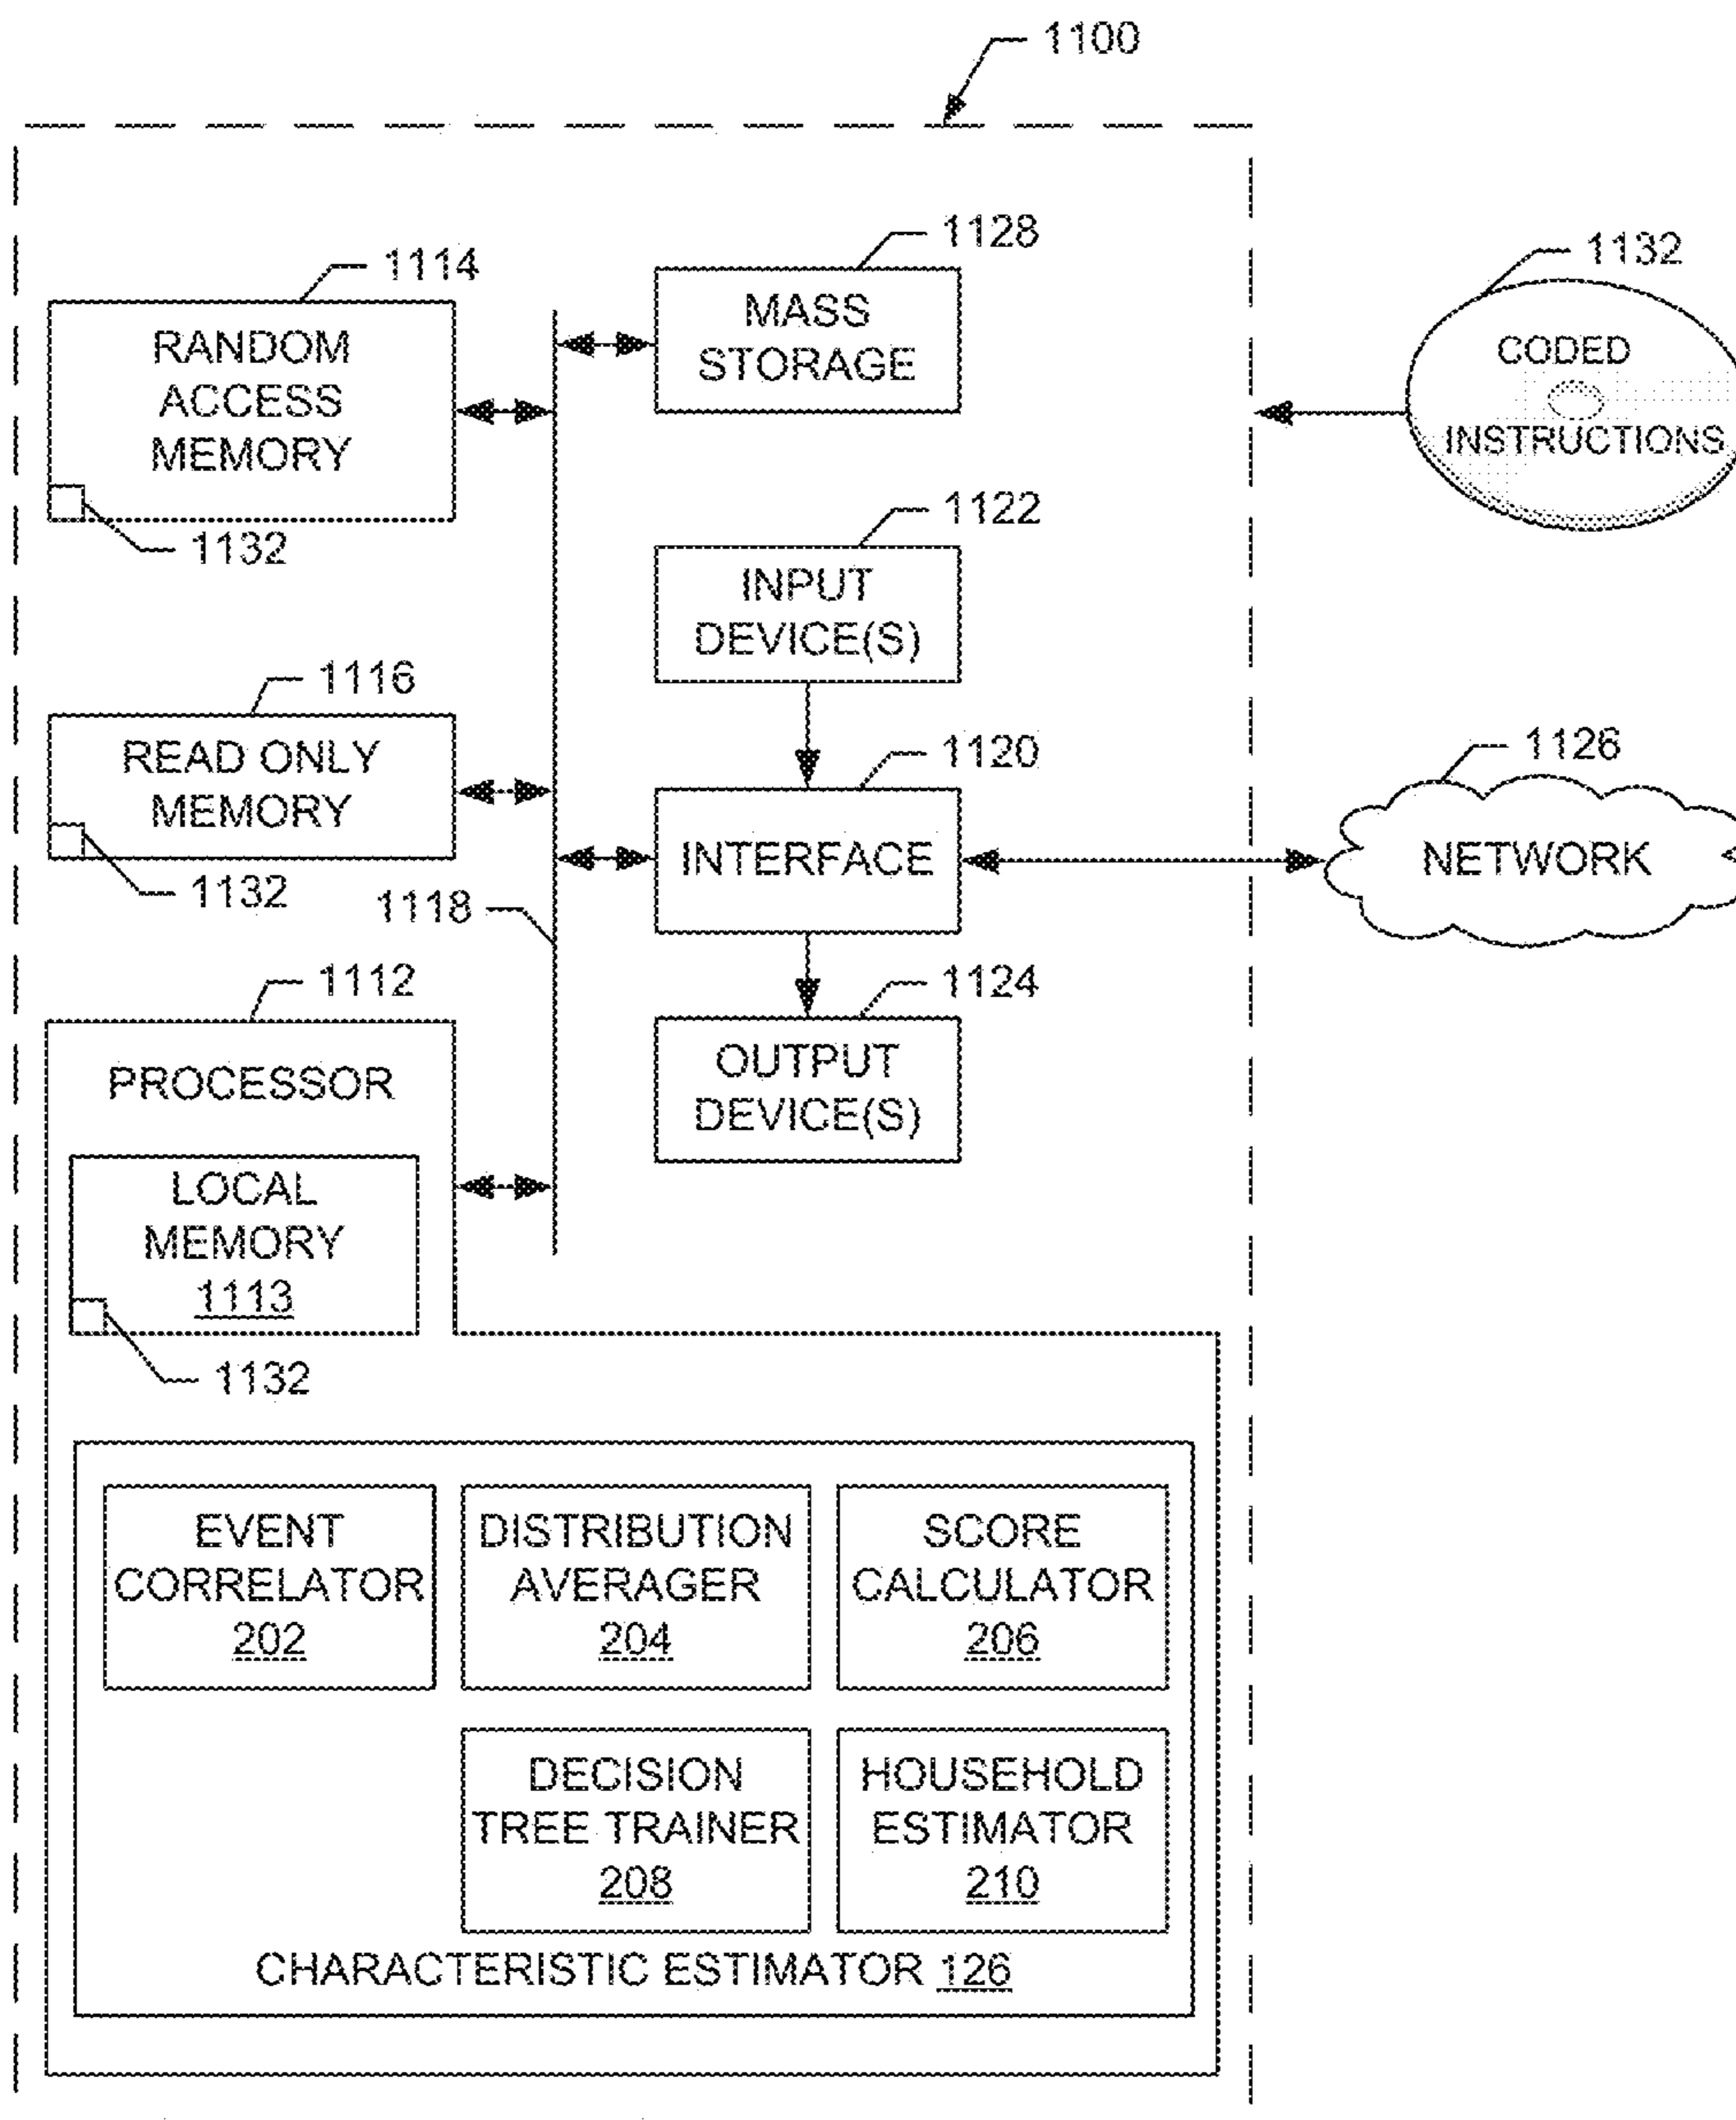 1100
1128
1114
1132
MASS
STORAGE
RANDOM
ACCESS
MEMORY
CODED
INSTRUCTIONS
1132
1122
INPUT
DEVICE(S)
1116
READ ONLY
MEMORY
1132
1120
1126
INTERFACE
NETWORK
1118
1112
1124
PROCESSOR
OUTPUT
DEVICE(S)
LOCAL
MEMORY
1113
1132
EVENT
CORRELATOR
202
DISTRIBUTION
AVERAGER
204
SCORE
CALCULATOR
206
DECISION
TREE TRAINER
208
HOUSEHOLD
ESTIMATOR
210
CHARACTERISTIC ESTIMATOR 126